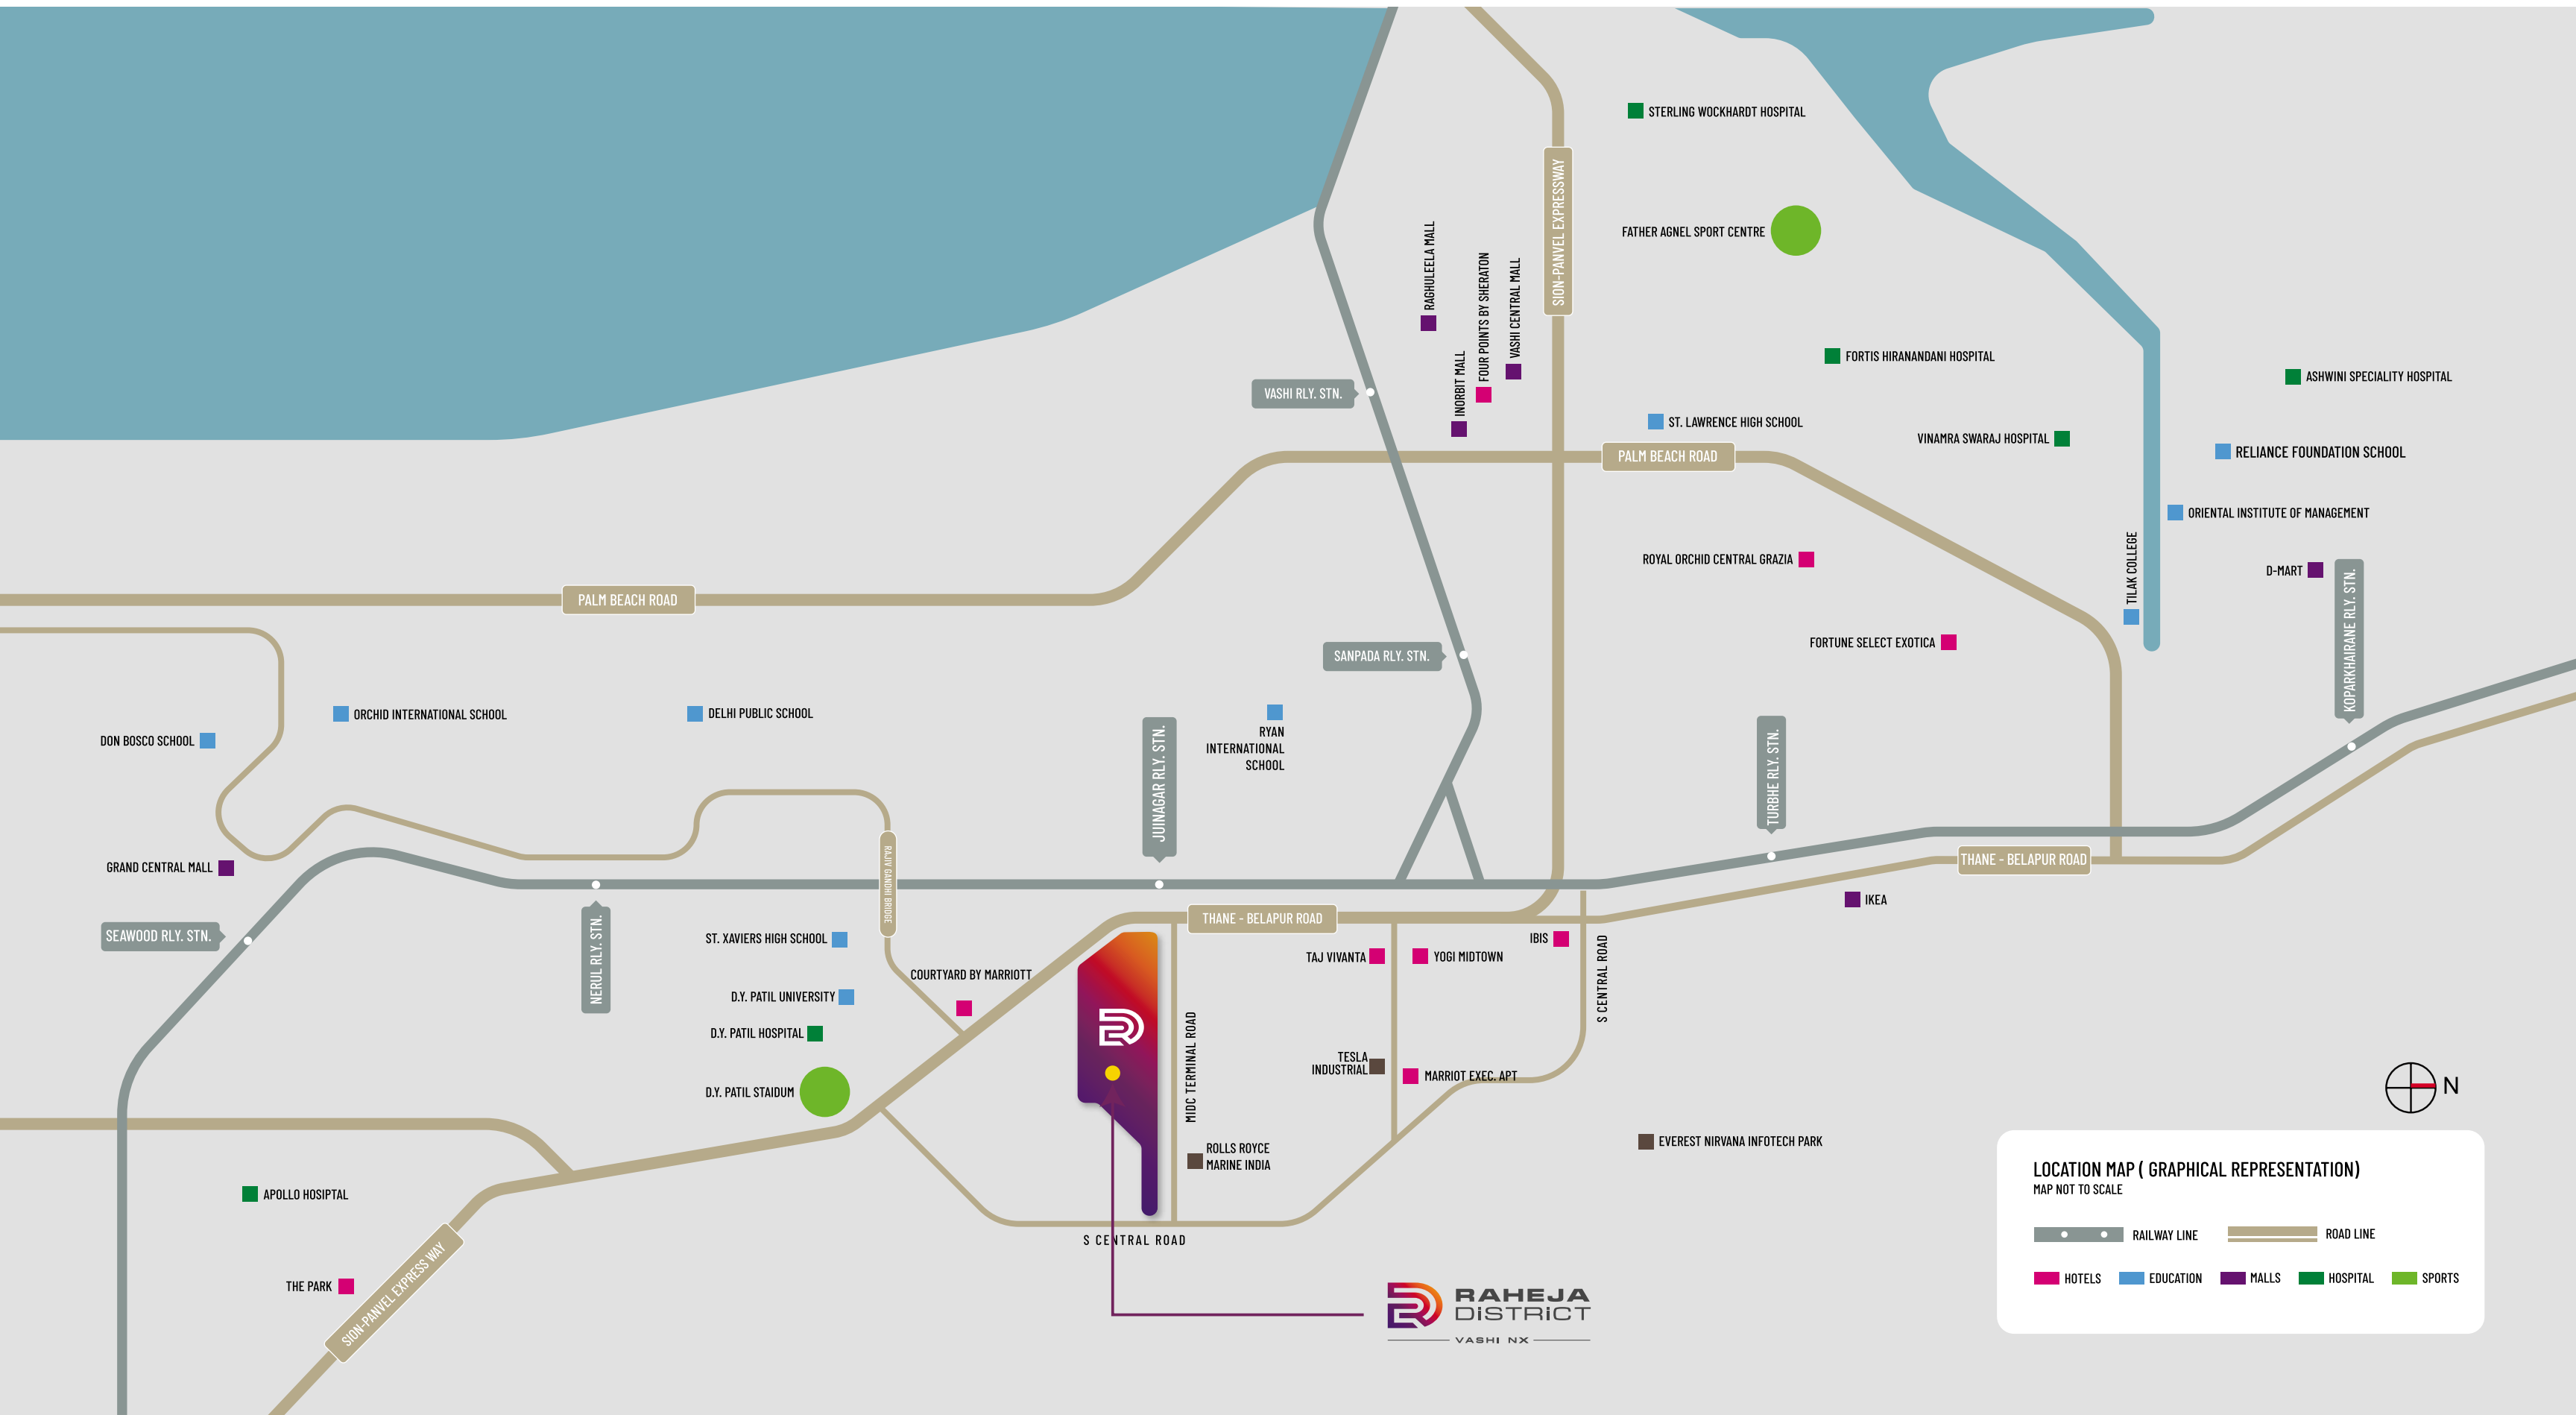 STERLING WOCKHARDT HOSPITAL
SION-PANVEL EXPRESSWAY
FATHER AGNEL SPORT CENTRE
RAGHULEELA MALL
FOUR POINTS BY SHERATON
VASHI CENTRAL MALL
INORBIT MALL
FORTIS HIRANANDANI HOSPITAL
ASHWINI SPECIALITY HOSPITAL
VASHI RLY. STN.
ST. LAWRENCE HIGH SCHOOL
VINAMRA SWARAJ HOSPITAL
RELIANCE FOUNDATION SCHOOL
PALM BEACH ROAD
ORIENTAL INSTITUTE OF MANAGEMENT
ROYAL ORCHID CENTRAL GRAZIA
TILAK COLLEGE
D-MART
KOPARKHAIRANE RLY. STN.
PALM BEACH ROAD
FORTUNE SELECT EXOTICA
SANPADA RLY. STN.
ORCHID INTERNATIONAL SCHOOL
DELHI PUBLIC SCHOOL
DON BOSCO SCHOOL
RYAN
INTERNATIONAL
SCHOOL
JUINAGAR RLY. STN.
TURBHE RLY. STN.
GRAND CENTRAL MALL
RAJIV GANDHI BRIDGE
THANE - BELAPUR ROAD
IKEA
THANE - BELAPUR ROAD
SEAWOOD RLY. STN.
NERUL RLY. STN.
ST. XAVIERS HIGH SCHOOL
IBIS
TAJ VIVANTA
YOGI MIDTOWN
S CENTRAL ROAD
COURTYARD BY MARRIOTT
D.Y. PATIL UNIVERSITY
D.Y. PATIL HOSPITAL
MIDC TERMINAL ROAD
TESLA
INDUSTRIAL
MARRIOT EXEC. APT
D.Y. PATIL STAIDUM
N
ROLLS ROYCE
MARINE INDIA
EVEREST NIRVANA INFOTECH PARK
APOLLO HOSIPTAL
S CENTRAL ROAD
THE PARK
SION-PANVEL EXPRESS WAY
RAHEJA
DISTRICT
VASHI NX
LOCATION MAP ( GRAPHICAL REPRESENTATION)
MAP NOT TO SCALE
RAILWAY LINE
ROAD LINE
HOTELS
EDUCATION
MALLS
HOSPITAL
SPORTS